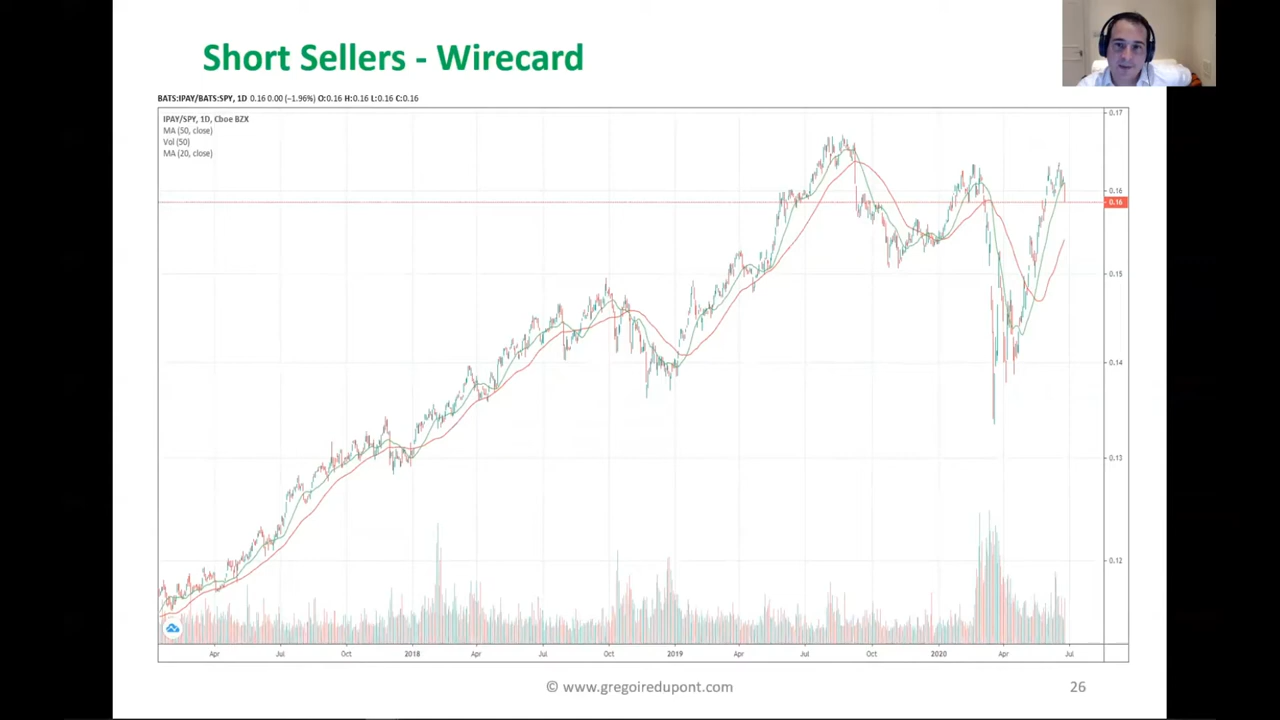 Short Sellers - Wirecard
BATS:IPAY/BATS:SPY, 1D 0.16 0.00 (−1.96%) O:0.16 H:0.16 L:0.16 C:0.16
IPAY/SPY, 1D, Cboe BZX
MA (50, close)
Vol (50)
MA (20, close)
0.17
0.16
0.16
0.15
0.14
0.13
0.12
Apr Jul Oct 2018 Apr Jul Oct 2019 Apr Jul Oct 2020 Apr Jul
© www.gregoiredupont.com
26